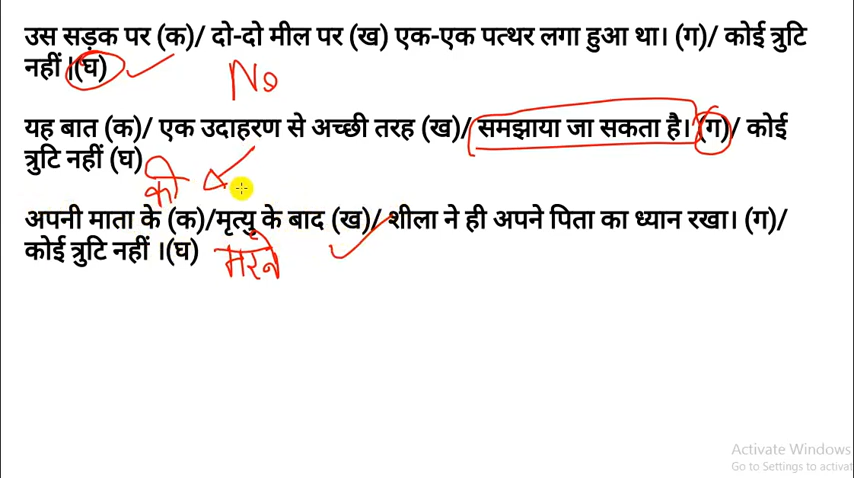 उस सड़क पर (क)/ दो-दो मील पर (ख) एक-एक पत्थर लगा हुआ था। (ग)/ कोई त्रुटि
नहीं।(घ)
No
यह बात (क)/ एक उदाहरण से अच्छी तरह (ख)/ समझाया जा सकता है। (ग)/ कोई
त्रुटि नहीं (घ)
की
अपनी माता के (क)/मृत्यु के बाद (ख)/ शीला ने ही अपने पिता का ध्यान रखा। (ग)/
कोई त्रुटि नहीं ।(घ)
मरने
Activate Windows
Go to Settings to activat